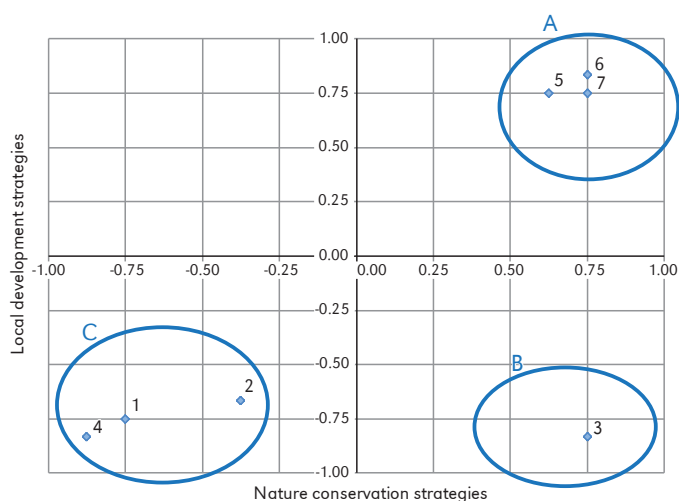 A
1.00
6
5
7
0.75
0.50
0.25
0.00
-1.00 -0.75 -0.50 -0.25 0.00 0.25 0.50 0.75 1.00
-0.25
C
B
-0.50
2
1
-0.75
4
3
-1.00
Local development strategies
Nature conservation strategies